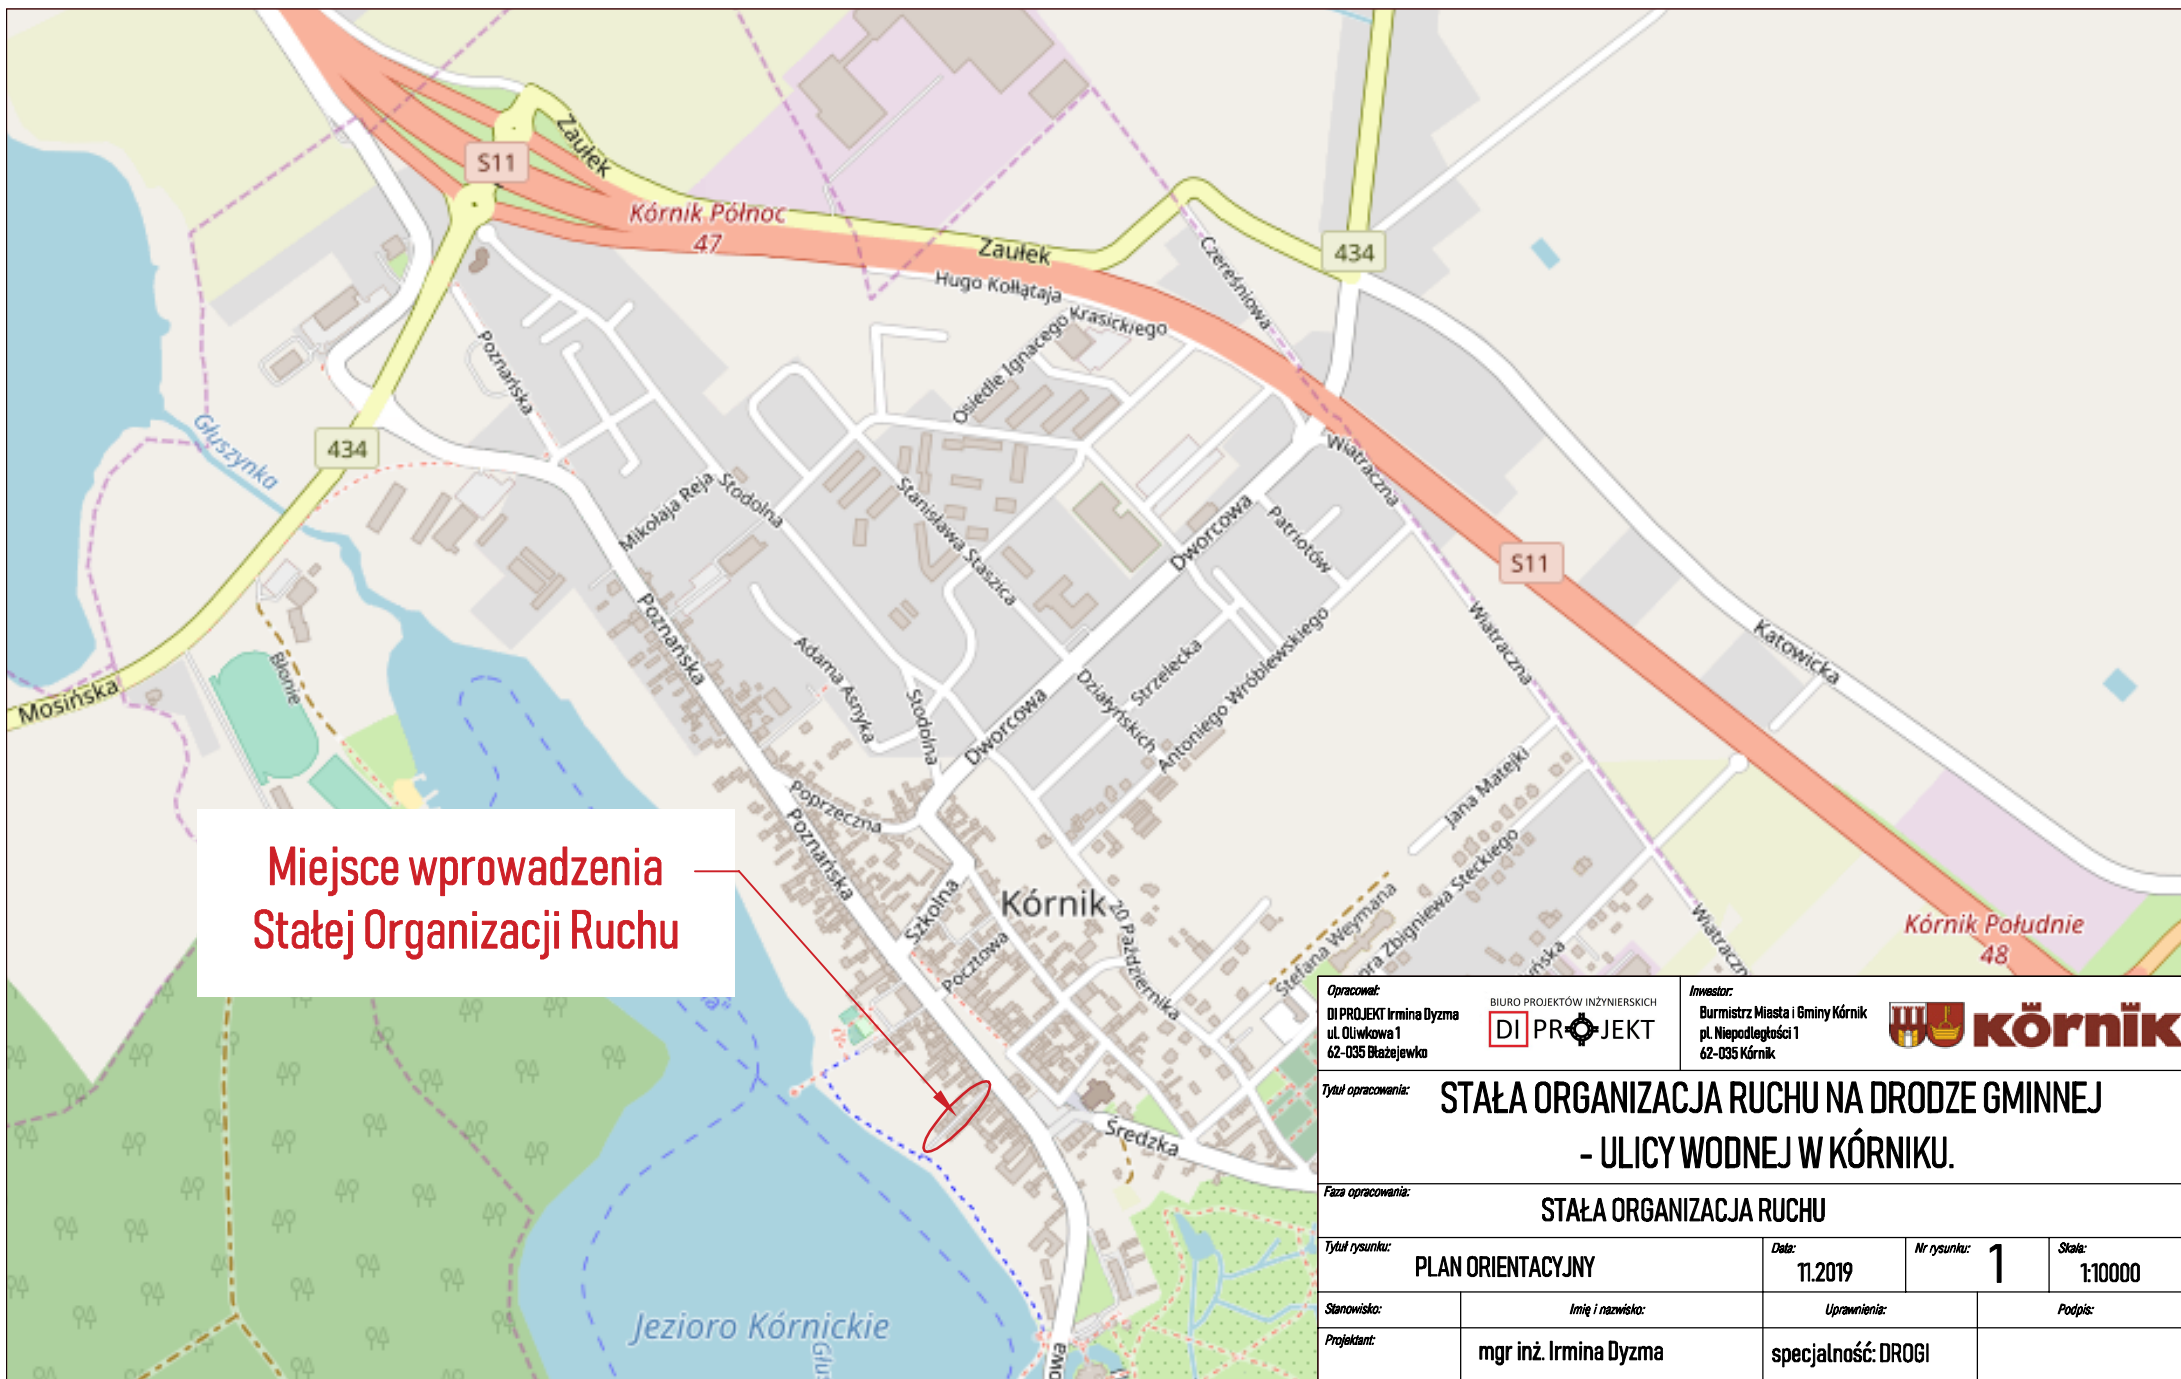 Zaułek
S11
Kórnik Północ
47
Zaułek
Czereśniowa
434
Hugo Kołłątaja
Osiedle Ignacego Krasickiego
Poznańska
Głuszynka
434
Wiatraczna
Mikołaja Reja
Stodolna
Stanisława Staszica
Dworcowa
Patriotów
S11
Poznańska
Adama Asnyka
Strzelecka
Wiatraczna
Katowicka
Błonie
Mosińska
Stodolna
Dworcowa
Działyńskich
Antoniego Wróblewskiego
Jana Matejki
Poprzeczna
Poznańska
Miejsce wprowadzenia
Stałej Organizacji Ruchu
Szkolna
Kórnik
20 Października
Pocztowa
Stefana Weymana
ora Zbigniewa Steckiego
Wiatraczn
Kórnik Południe
48
Średzka
Jezioro Kórnickie
Głu
owa
Opracował:
DI PROJEKT Irmina Dyzma
ul. Oliwkowa 1
62-035 Błażejewko
BIURO PROJEKTÓW INŻYNIERSKICH
DI PROJEKT
Inwestor:
Burmistrz Miasta i Gminy Kórnik
pl. Niepodległości 1
62-035 Kórnik
KÖRNIK
Tytuł opracowania:
STAŁA ORGANIZACJA RUCHU NA DRODZE GMINNEJ
- ULICY WODNEJ W KÓRNIKU.
Faza opracowania:
STAŁA ORGANIZACJA RUCHU
Tytuł rysunku:
PLAN ORIENTACYJNY
Data:
11.2019
Nr rysunku:
1
Skala:
1:10000
Stanowisko:
Imię i nazwisko:
Uprawnienia:
Podpis:
Projektant:
mgr inż. Irmina Dyzma
specjalność: DROGI